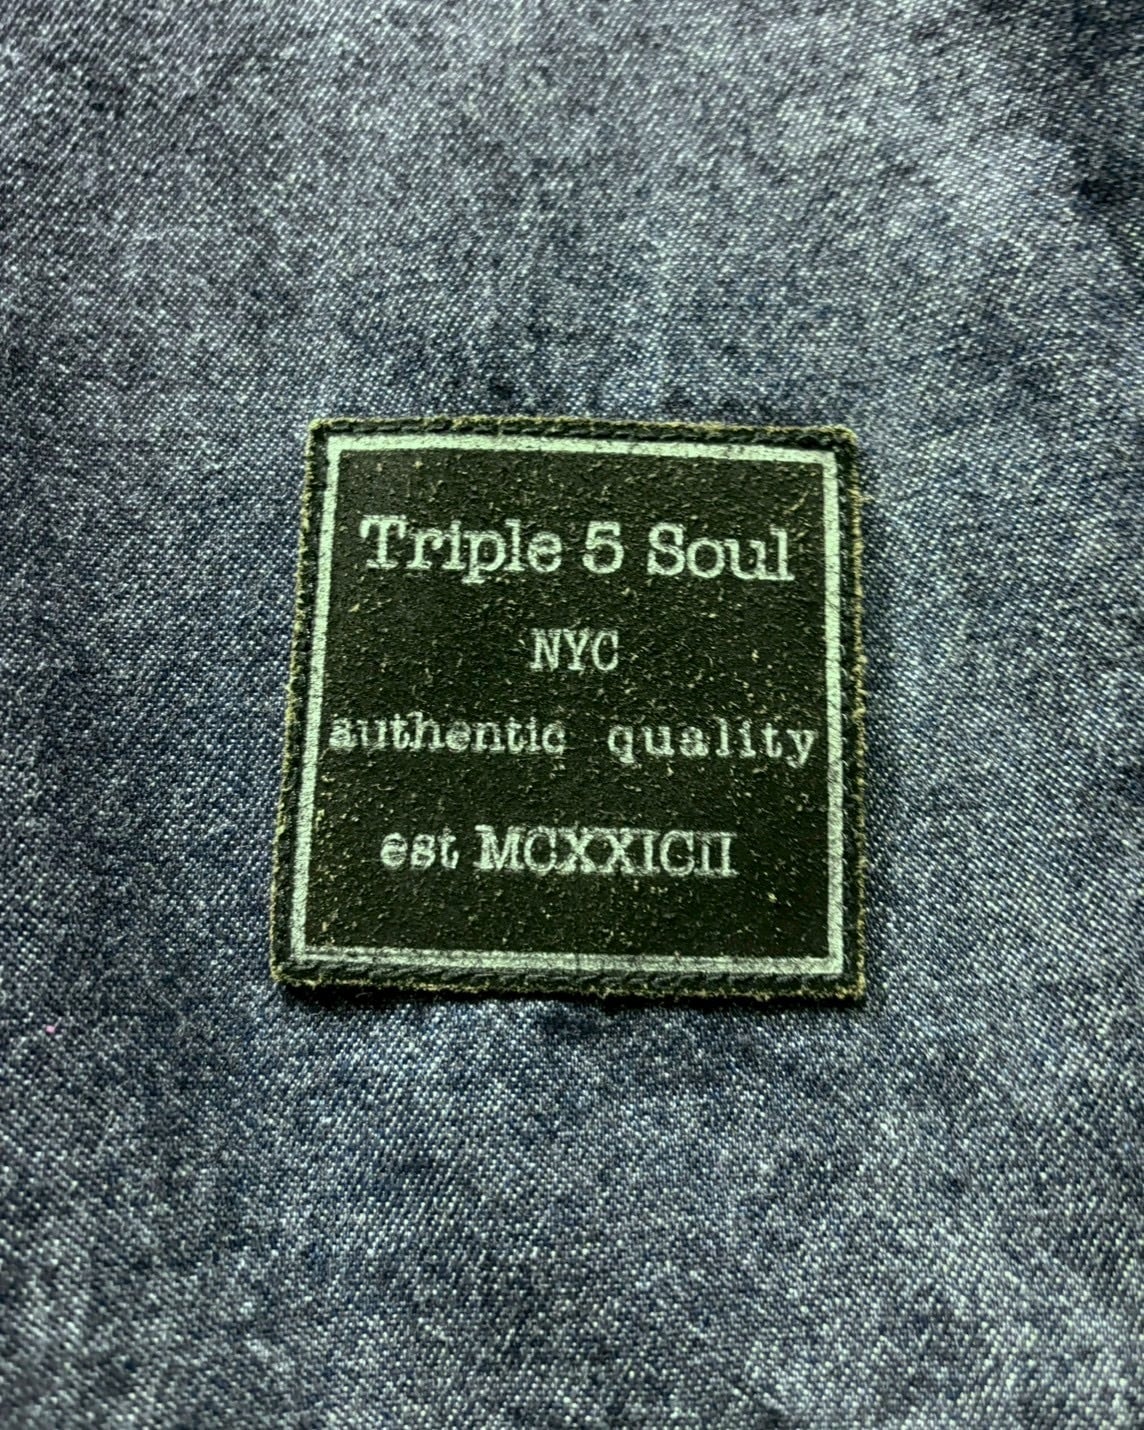 Triple 5 Soul
NYC
authentic quality
est MCXXICII